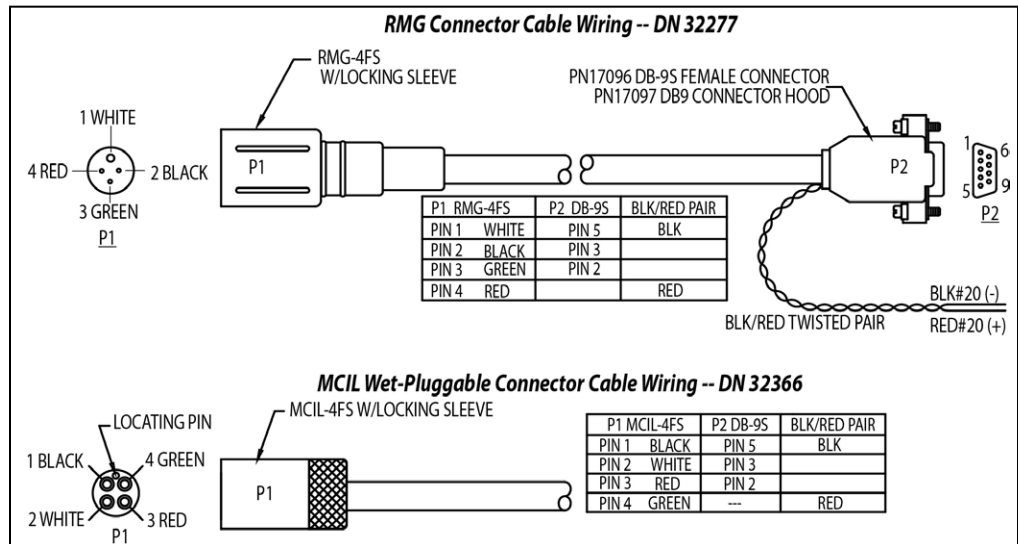 RMG Connector Cable Wiring -- DN 32277
RMG-4FS
W/LOCKING SLEEVE
PN17096 DB-9S FEMALE CONNECTOR
PN17097 DB9 CONNECTOR HOOD
1 WHITE
4 RED
2 BLACK
3 GREEN
P1
P1
P2
1
6
5
9
P2
P1 RMG-4FS P2 DB-9S BLK/RED PAIR
PIN 1 WHITE PIN 5 BLK
PIN 2 BLACK PIN 3
PIN 3 GREEN PIN 2
PIN 4 RED RED
BLK#20 (-)
BLK/RED TWISTED PAIR
RED#20 (+)
MCIL Wet-Pluggable Connector Cable Wiring -- DN 32366
LOCATING PIN
MCIL-4FS W/LOCKING SLEEVE
1 BLACK
4 GREEN
2 WHITE
3 RED
P1
P1
P1 MCIL-4FS P2 DB-9S BLK/RED PAIR
PIN 1 BLACK PIN 5 BLK
PIN 2 WHITE PIN 3
PIN 3 RED PIN 2
PIN 4 GREEN --- RED